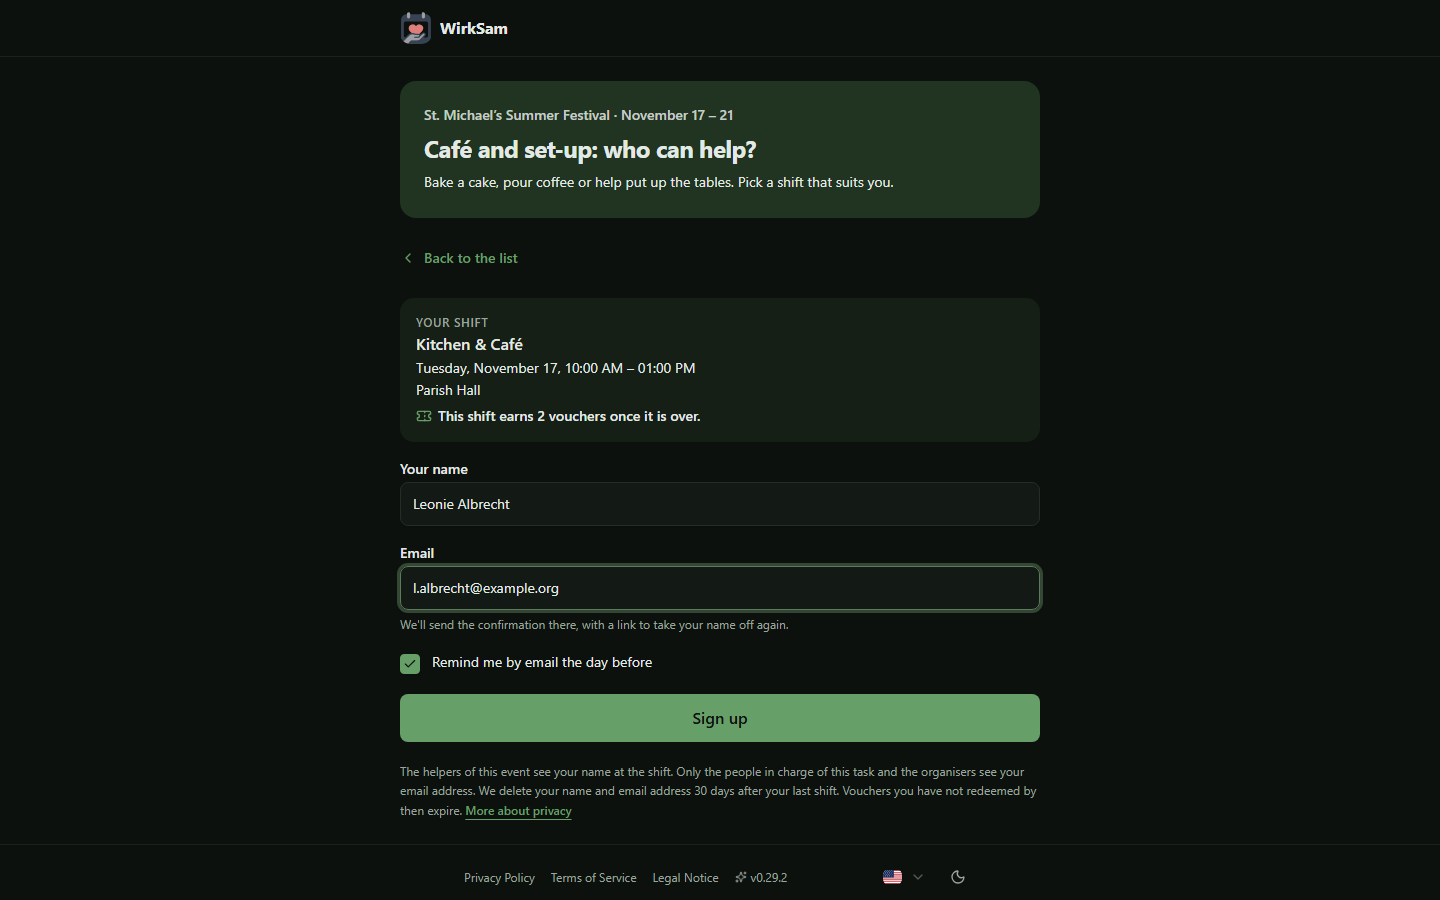 WirkSam
St. Michael's Summer Festival · November 17 – 21
Café and set-up: who can help?
Bake a cake, pour coffee or help put up the tables. Pick a shift that suits you.
Back to the list
YOUR SHIFT
Kitchen & Café
Tuesday, November 17, 10:00 AM – 01:00 PM
Parish Hall
This shift earns 2 vouchers once it is over.
Your name
Leonie Albrecht
Email
l.albrecht@example.org
We'll send the confirmation there, with a link to take your name off again.
Remind me by email the day before
Sign up
The helpers of this event see your name at the shift. Only the people in charge of this task and the organisers see your
email address. We delete your name and email address 30 days after your last shift. Vouchers you have not redeemed by
then expire. More about privacy
Privacy Policy Terms of Service Legal Notice v0.29.2